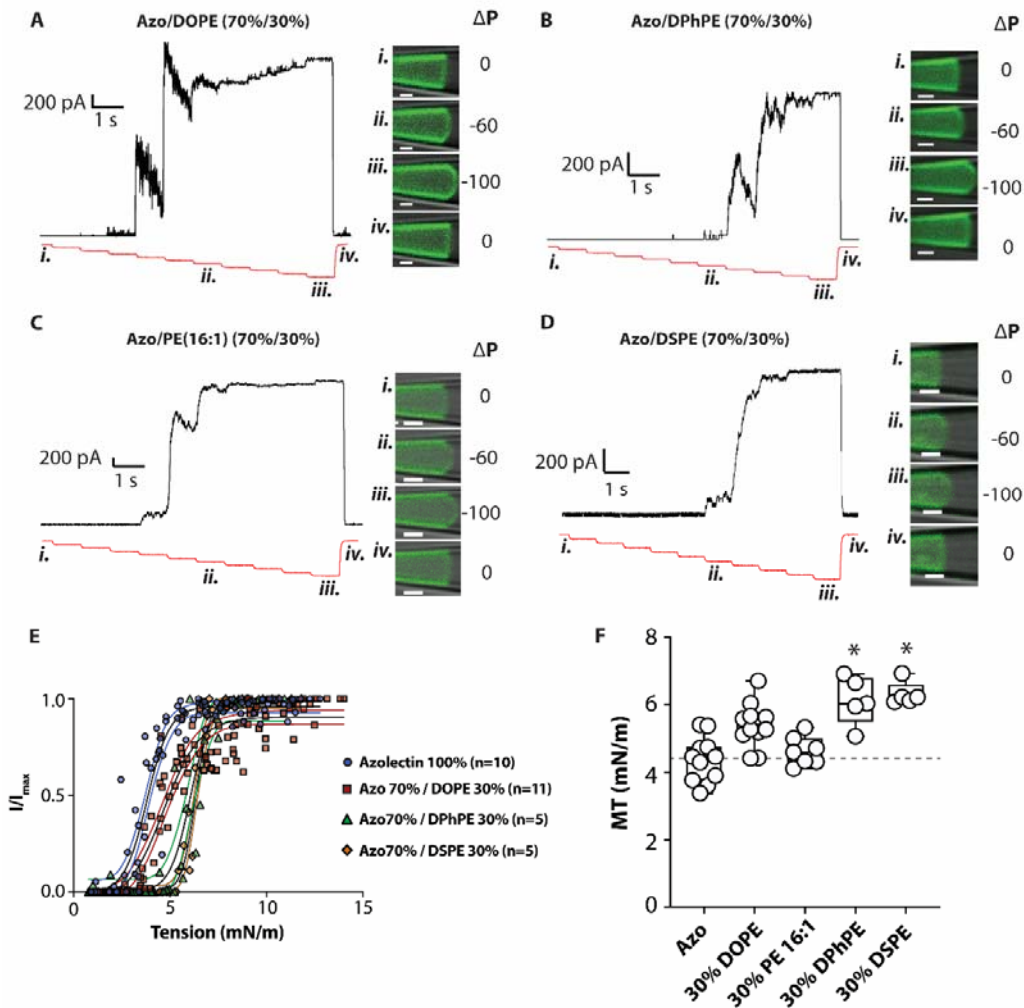 A
Azo/DOPE (70%/30%)
ΔP
200 pA
1 s
i.
ii.
iii.
iv.
i. 0
ii. -60
iii. -100
iv. 0
B
Azo/DPhPE (70%/30%)
ΔP
200 pA
1 s
i.
ii.
iii.
iv.
i. 0
ii. -60
iii. -100
iv. 0
C
Azo/PE(16:1) (70%/30%)
ΔP
200 pA
1 s
i.
ii.
iii.
iv.
i. 0
ii. -60
iii. -100
iv. 0
D
Azo/DSPE (70%/30%)
ΔP
200 pA
1 s
i.
ii.
iii.
iv.
i. 0
ii. -60
iii. -100
iv. 0
E
I/Imax
1.0
0.5
0.0
0 5 10 15
Tension (mN/m)
Azolectin 100% (n=10)
Azo 70% / DOPE 30% (n=11)
Azo70% / DPhPE 30% (n=5)
Azo70% / DSPE 30% (n=5)
F
MT (mN/m)
8
6
4
2
0
* *
Azo
30% DOPE
30% PE 16:1
30% DPhPE
30% DSPE